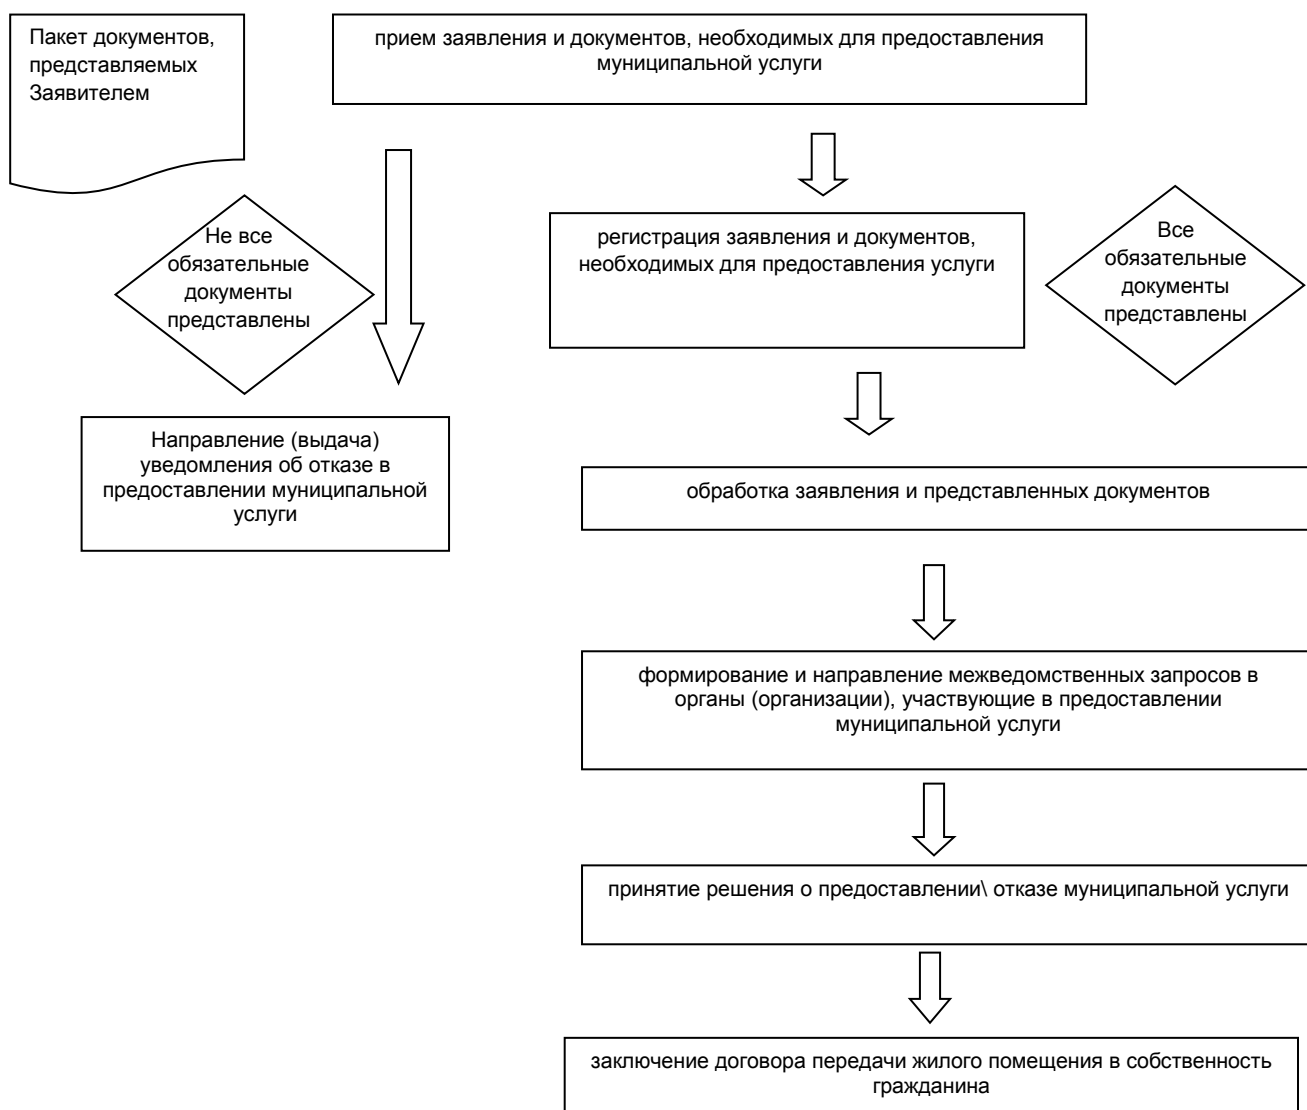 Пакет документов,
представляемых
Заявителем
прием заявления и документов, необходимых для предоставления
муниципальной услуги
Не все
обязательные
документы
представлены
регистрация заявления и документов,
необходимых для предоставления услуги
Все
обязательные
документы
представлены
Направление (выдача)
уведомления об отказе в
предоставлении муниципальной
услуги
обработка заявления и представленных документов
формирование и направление межведомственных запросов в
органы (организации), участвующие в предоставлении
муниципальной услуги
принятие решения о предоставлении\ отказе муниципальной услуги
заключение договора передачи жилого помещения в собственность
гражданина